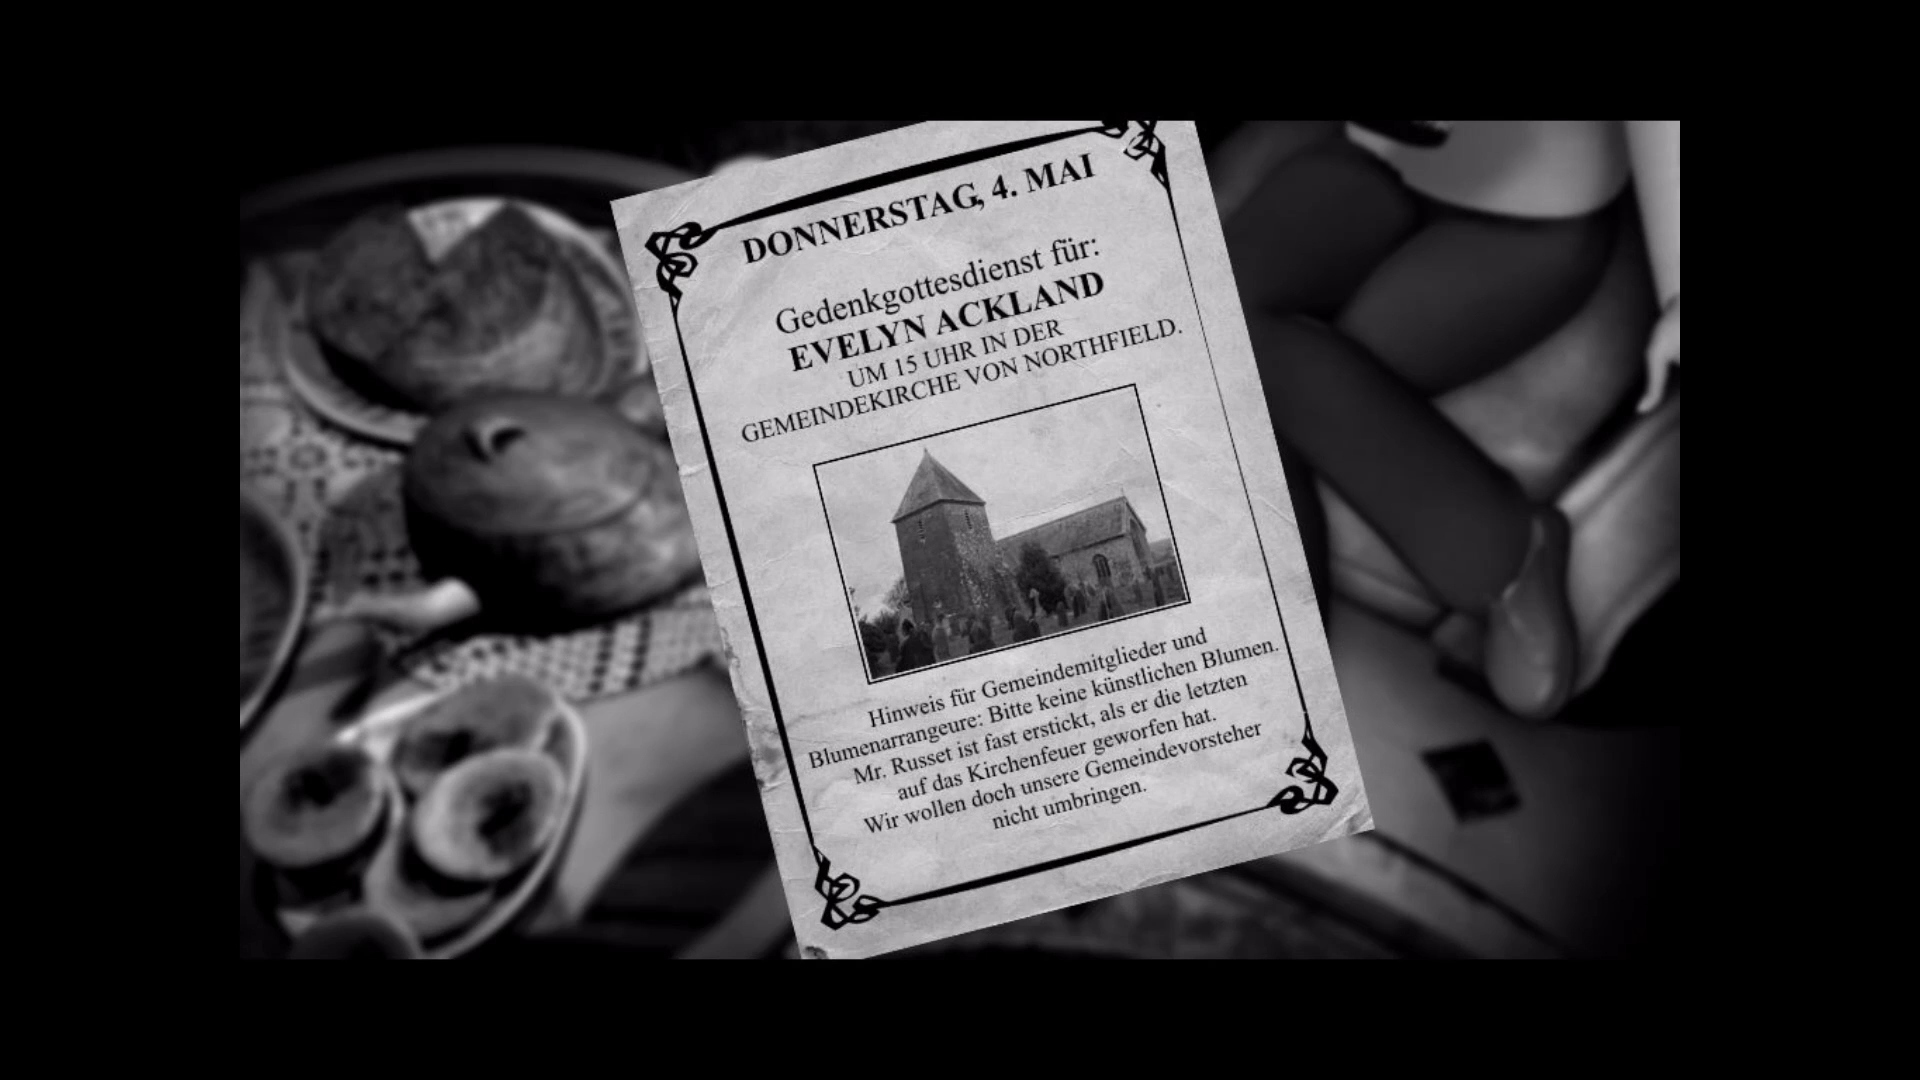 DONNERSTAG, 4. MAI
Gedenkgottesdienst für:
EVELYN ACKLAND
UM 15 UHR IN DER
GEMEINDEKIRCHE VON NORTHFIELD.
Hinweis für Gemeindemitglieder und
Blumenarrangeure: Bitte keine künstlichen Blumen.
Mr. Russet ist fast erstickt, als er die letzten
auf das Kirchenfeuer geworfen hat.
Wir wollen doch unsere Gemeindevorsteher
nicht umbringen.